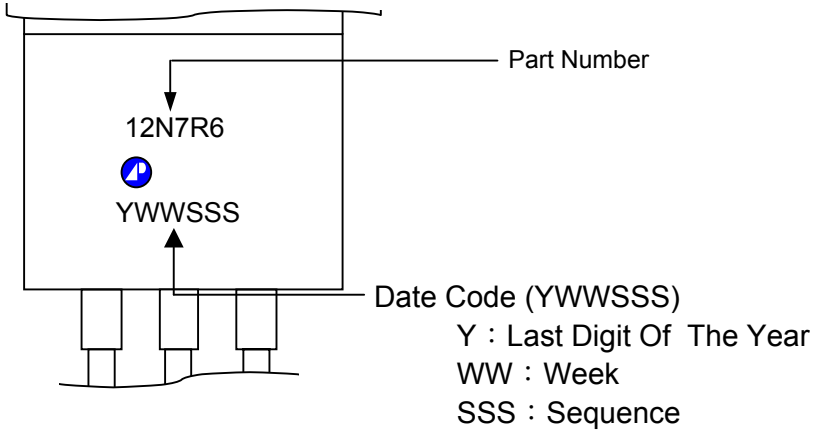 Part Number
12N7R6
YWWSSS
Date Code (YWWSSS)
Y：Last Digit Of The Year
WW：Week
SSS：Sequence